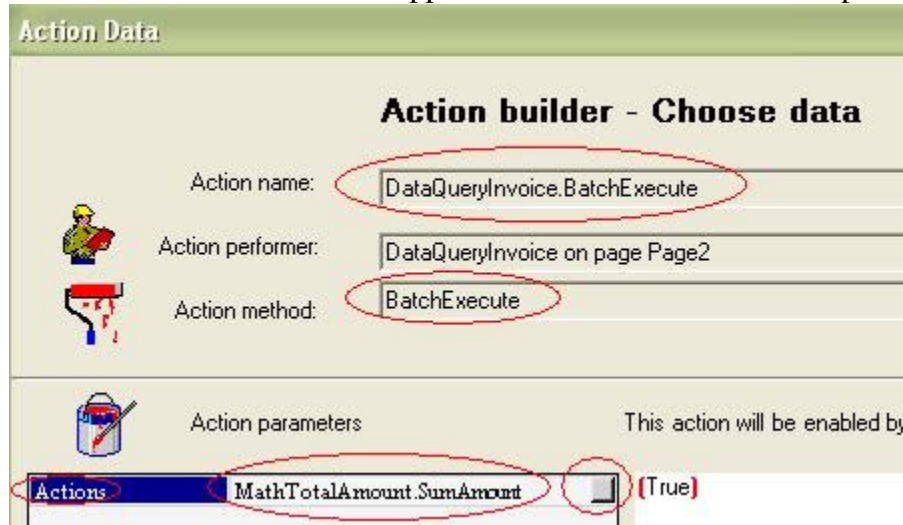 Action Data
Action builder - Choose data
Action name: DataQueryInvoice.BatchExecute
Action performer: DataQueryInvoice on page Page2
Action method: BatchExecute
Action parameters This action will be enabled by
Actions MathTotalAmount.SumAmount (True)